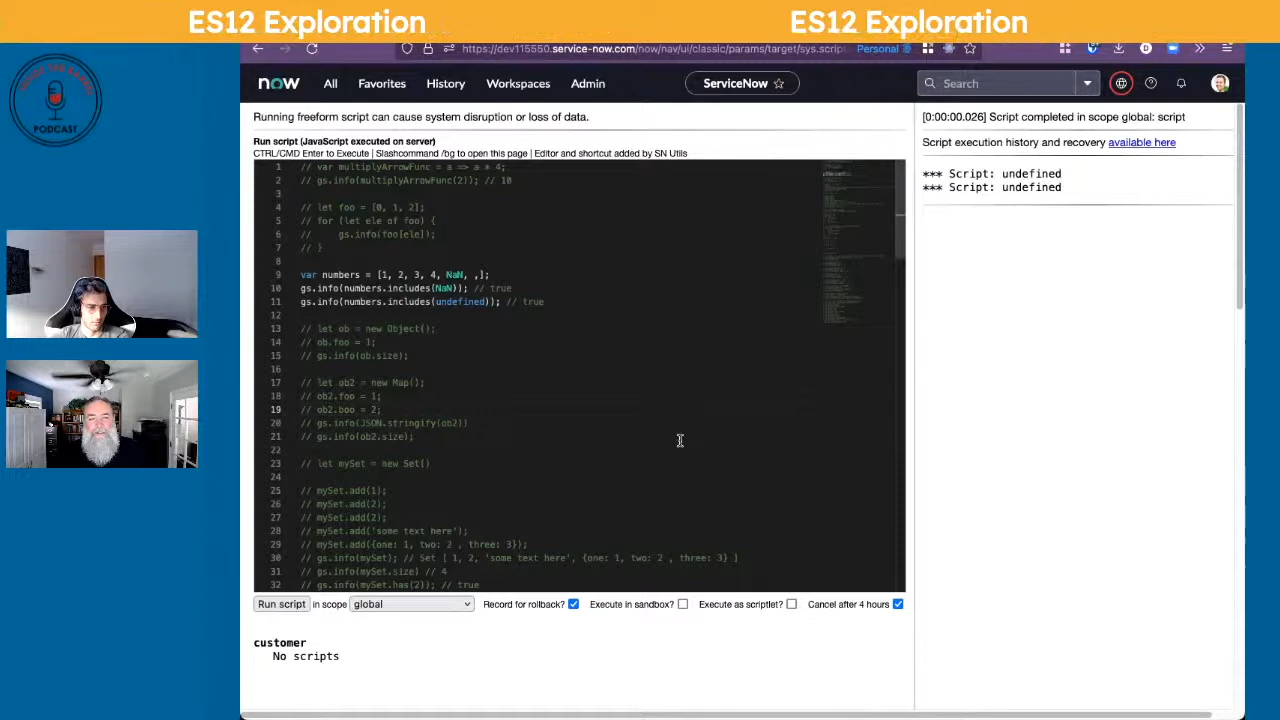 ES12 Exploration
ES12 Exploration
PODCAST
https://dev115550.service-now.com/now/nav/ui/classic/params/target/sys.scrip
Personal
now
All
Favorites
History
Workspaces
Admin
ServiceNow
Search
Running freeform script can cause system disruption or loss of data.
Run script (JavaScript executed on server)
CTRL/CMD Enter to Execute | Slashcommand /bg to open this page | Editor and shortcut added by SN Utils
1 // var multiplyArrowFunc = a => a * 4;
2 // gs.info(multiplyArrowFunc(2)); // 10
3
4 // let foo = [0, 1, 2];
5 // for (let ele of foo) {
6 // gs.info(foo[ele]);
7 // }
8
9 var numbers = [1, 2, 3, 4, NaN, ,];
10 gs.info(numbers.includes(NaN)); // true
11 gs.info(numbers.includes(undefined)); // true
12
13 // let ob = new Object();
14 // ob.foo = 1;
15 // gs.info(ob.size);
16
17 // let ob2 = new Map();
18 // ob2.foo = 1;
19 // ob2.boo = 2;
20 // gs.info(JSON.stringify(ob2))
21 // gs.info(ob2.size);
22
23 // let mySet = new Set()
24
25 // mySet.add(1);
26 // mySet.add(2);
27 // mySet.add(2);
28 // mySet.add('some text here');
29 // mySet.add({one: 1, two: 2 , three: 3});
30 // gs.info(mySet); // Set [ 1, 2, 'some text here', {one: 1, two: 2 , three: 3} ]
31 // gs.info(mySet.size) // 4
32 // gs.info(mySet.has(2)); // true
Run script in scope global Record for rollback? Execute in sandbox? Execute as scriptlet? Cancel after 4 hours
customer
No scripts
[0:00:00.026] Script completed in scope global: script
Script execution history and recovery available here
*** Script: undefined
*** Script: undefined